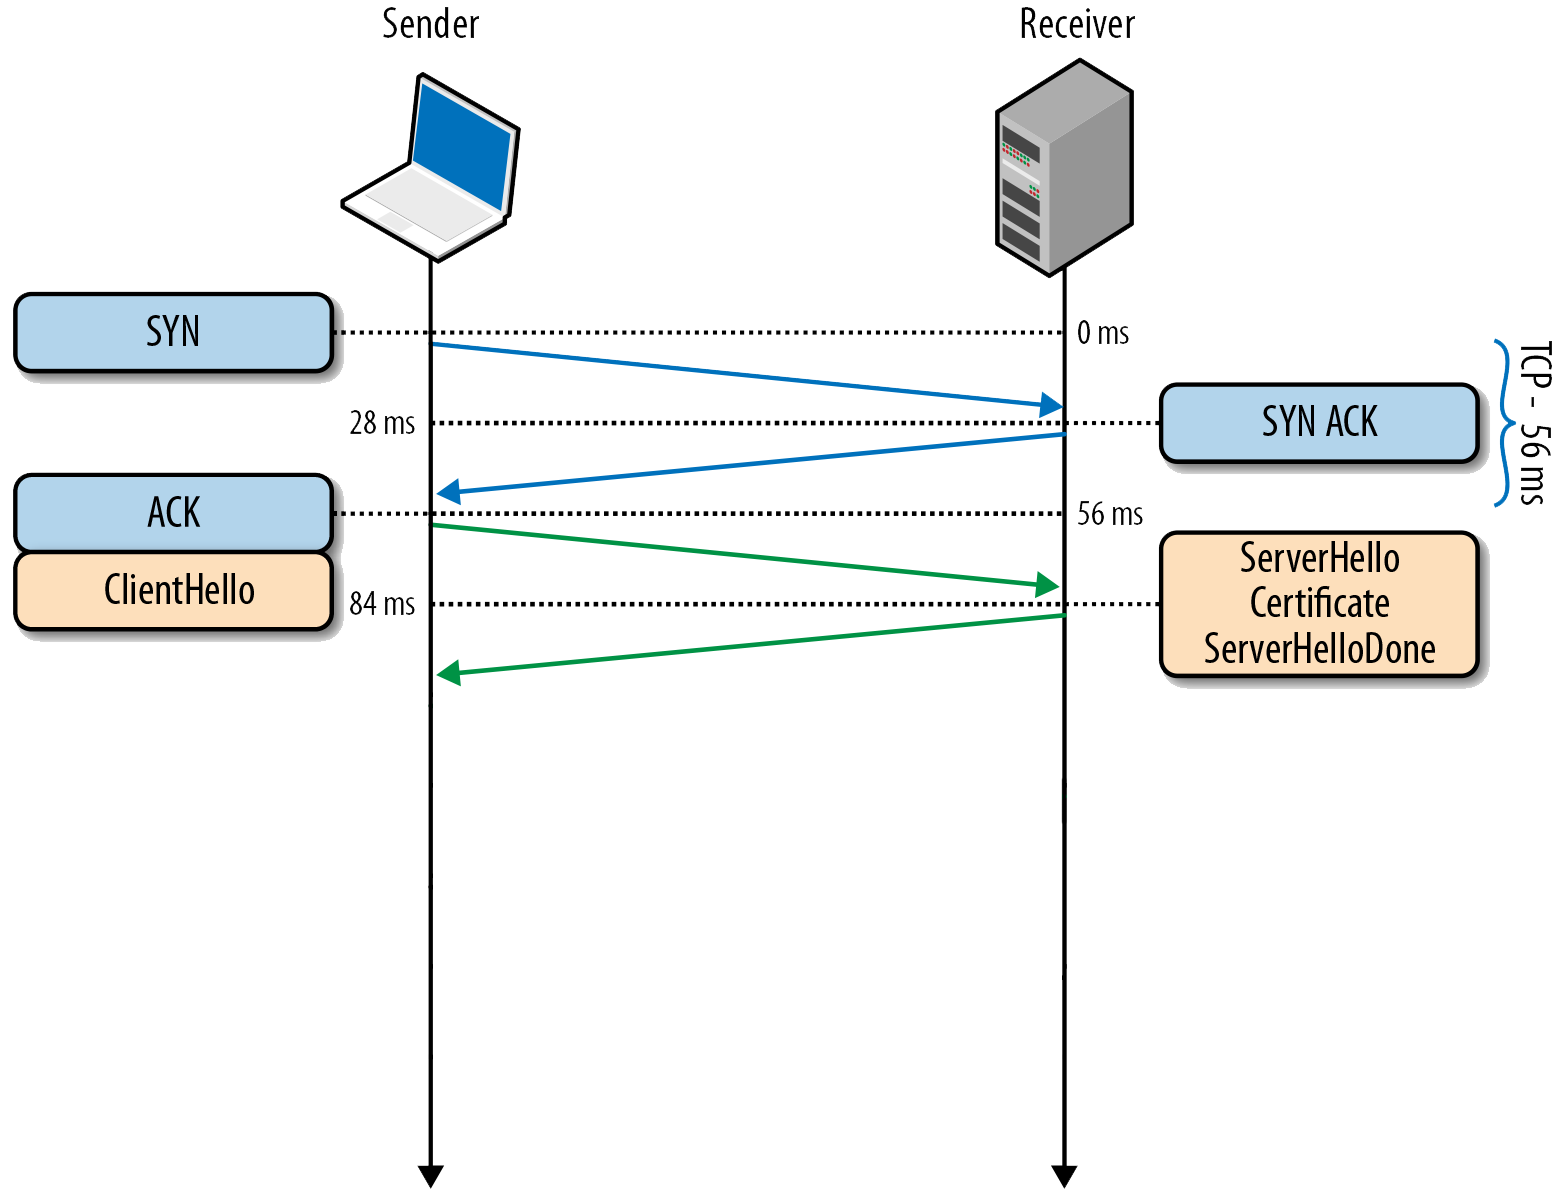 Sender
Receiver
SYN
0 ms
28 ms
SYN ACK
TCP - 56 ms
ACK
56 ms
ClientHello
84 ms
ServerHello
Certificate
ServerHelloDone